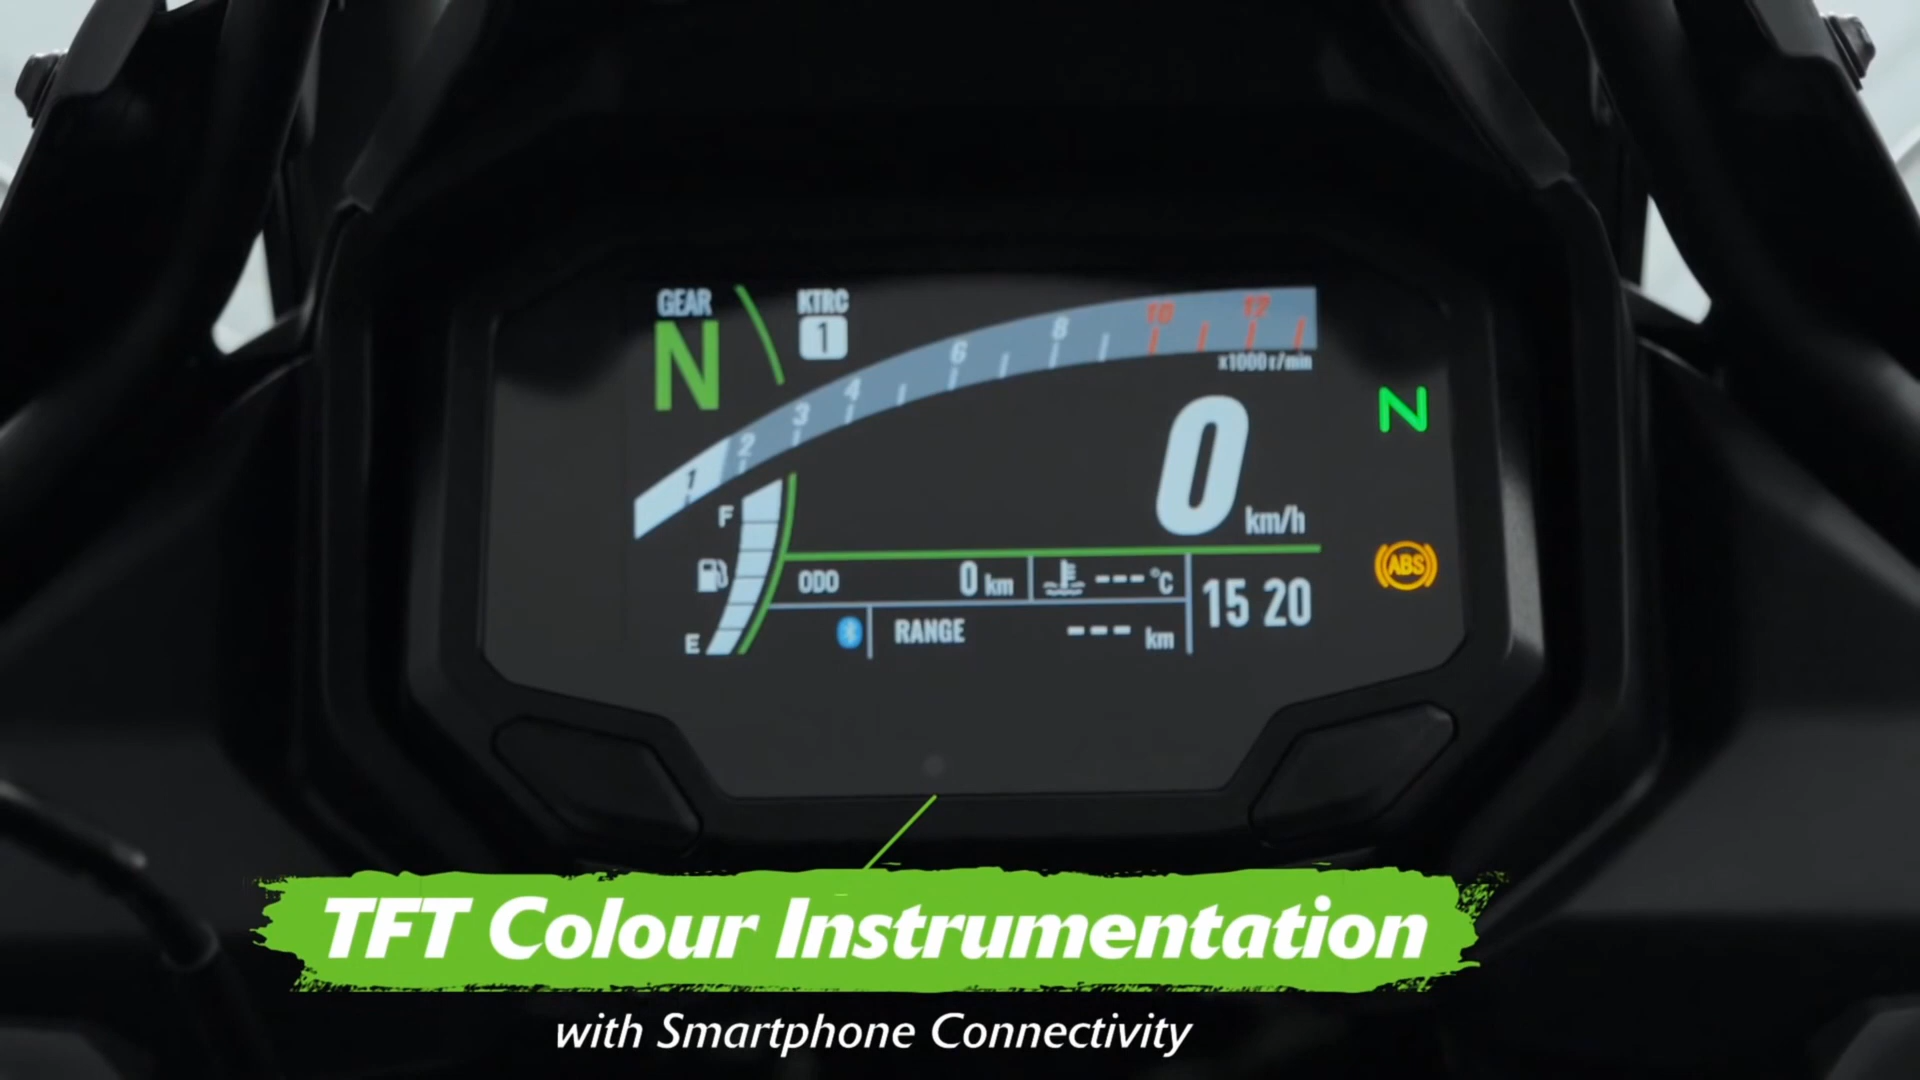 GEAR
N
KTRC
1
1 2 3 4 6 8 10 12
x1000 r/min
0 km/h
N
ABS
F
E
ODO 0 km
--- °C
15 20
RANGE --- km
TFT Colour Instrumentation
with Smartphone Connectivity